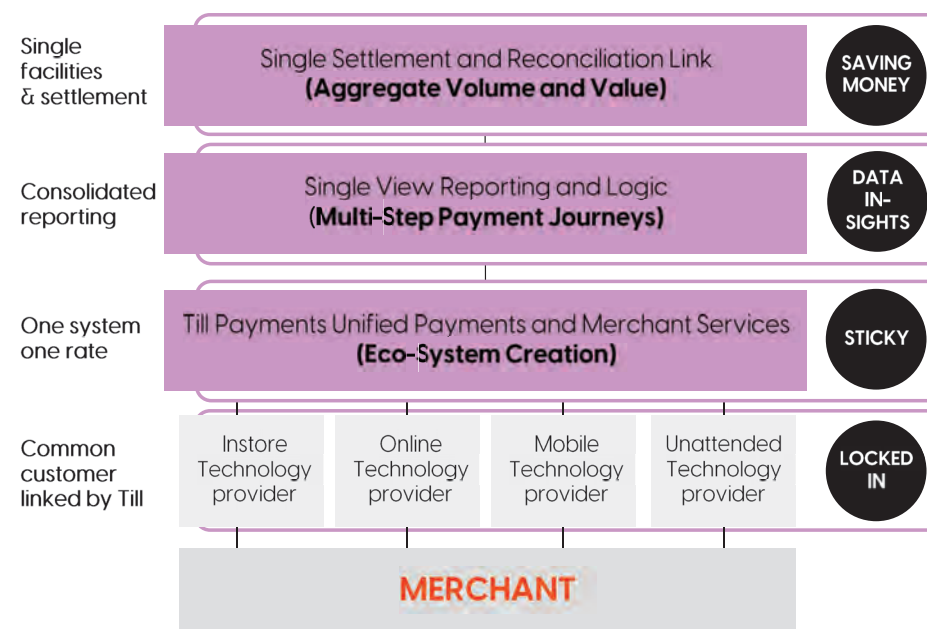 Single
facilities
& settlement
Single Settlement and Reconciliation Link
(Aggregate Volume and Value)
SAVING
MONEY
Consolidated
reporting
Single View Reporting and Logic
(Multi-Step Payment Journeys)
DATA
IN-
SIGHTS
One system
one rate
Till Payments Unified Payments and Merchant Services
(Eco-System Creation)
STICKY
Common
customer
linked by Till
Instore
Technology
provider
Online
Technology
provider
Mobile
Technology
provider
Unattended
Technology
provider
LOCKED
IN
MERCHANT